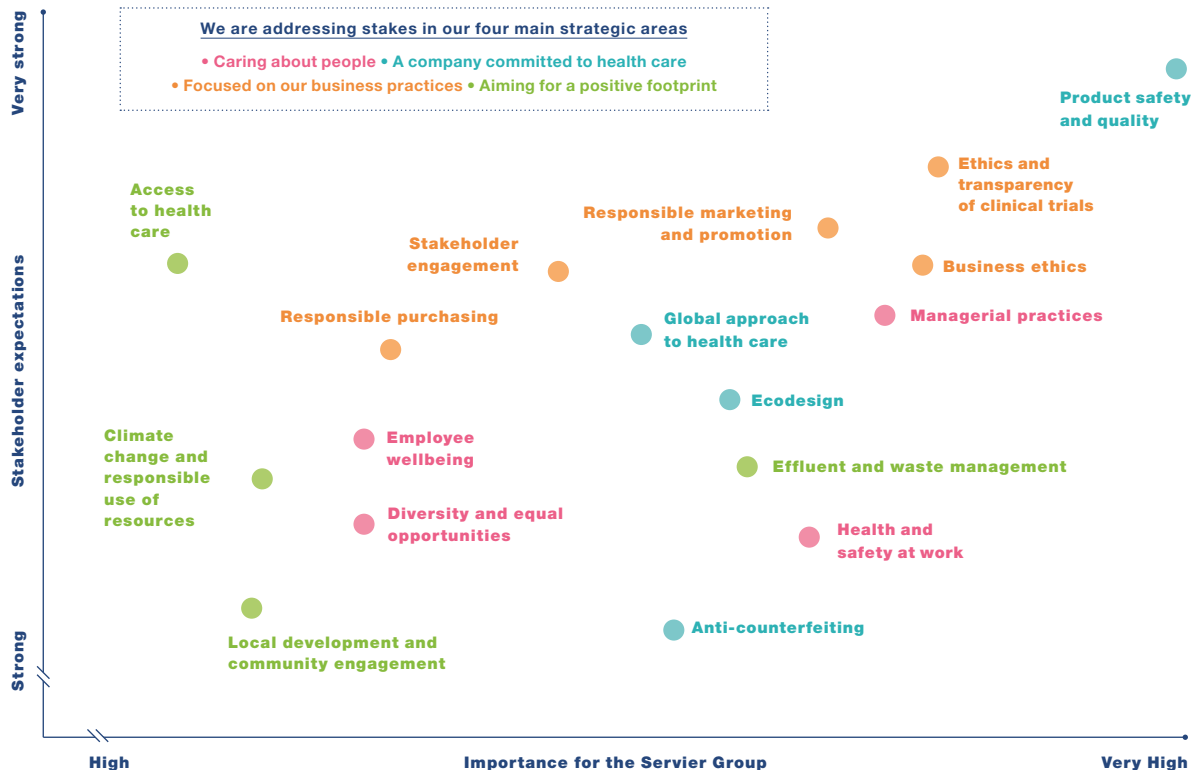 Very strong
Stakeholder expectations
Strong
We are addressing stakes in our four main strategic areas
• Caring about people • A company committed to health care
• Focused on our business practices • Aiming for a positive footprint
Product safety
and quality
Ethics and
transparency
of clinical trials
Access
to health
care
Responsible marketing
and promotion
Stakeholder
engagement
Business ethics
Responsible purchasing
Global approach
to health care
Managerial practices
Ecodesign
Climate
change and
responsible
use of
resources
Employee
wellbeing
Effluent and waste management
Diversity and equal
opportunities
Health and
safety at work
Local development and
community engagement
Anti-counterfeiting
High
Importance for the Servier Group
Very High